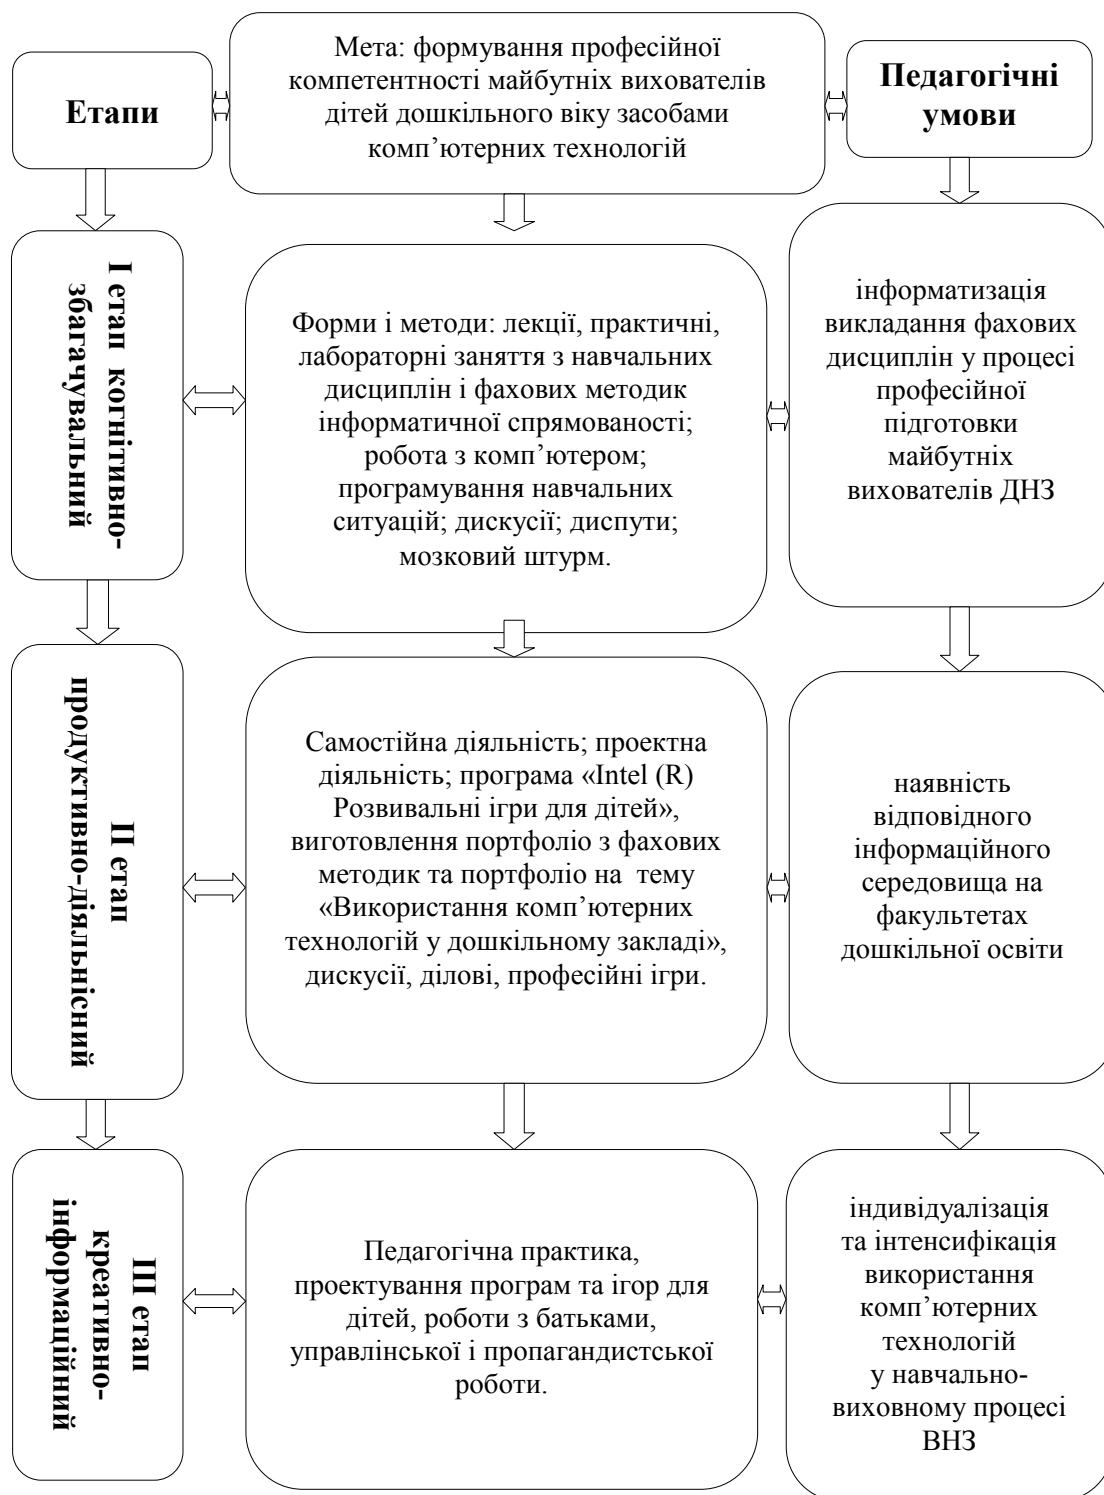 Етапи
Мета: формування професійної
компетентності майбутніх вихователів
дітей дошкільного віку засобами
комп’ютерних технологій
Педагогічні
умови
І етап когнітивно-
збагачувальний
Форми і методи: лекції, практичні,
лабораторні заняття з навчальних
дисциплін і фахових методик
інформатичної спрямованості;
робота з комп’ютером;
програмування навчальних
ситуацій; дискусії; диспути;
мозковий штурм.
інформатизація
викладання фахових
дисциплін у процесі
професійної
підготовки
майбутніх
вихователів ДНЗ
ІІ етап
продуктивно-діяльнісний
Самостійна діяльність; проектна
діяльність; програма «Intel (R)
Розвивальні ігри для дітей»,
виготовлення портфоліо з фахових
методик та портфоліо на  тему
«Використання комп’ютерних
технологій у дошкільному закладі»,
дискусії, ділові, професійні ігри.
наявність
відповідного
інформаційного
середовища на
факультетах
дошкільної освіти
ІІІ етап
креативно-
інформаційний
Педагогічна практика,
проектування програм та ігор для
дітей, роботи з батьками,
управлінської і пропагандистської
роботи.
індивідуалізація
та інтенсифікація
використання
комп’ютерних
технологій
у навчально-
виховному процесі
ВНЗ